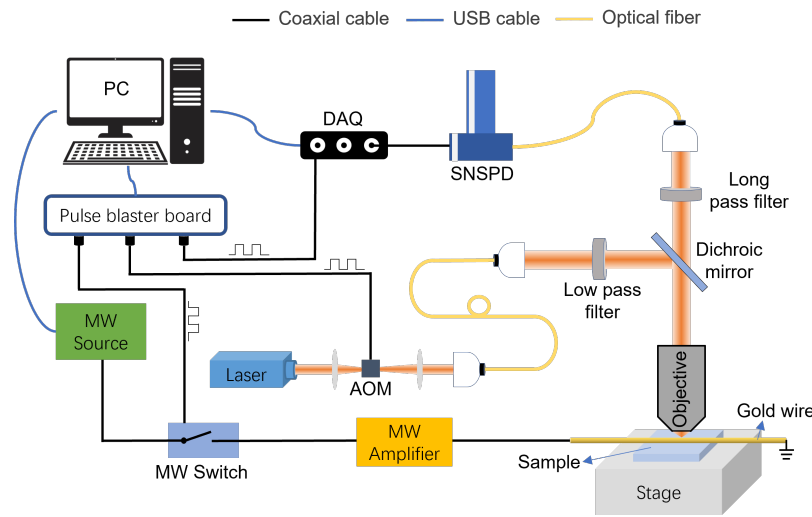 Coaxial cable
USB cable
Optical fiber
PC
DAQ
SNSPD
Long
pass filter
Pulse blaster board
Dichroic
mirror
Low pass
filter
MW
Source
Laser
AOM
Objective
Gold wire
MW Switch
MW
Amplifier
Sample
Stage